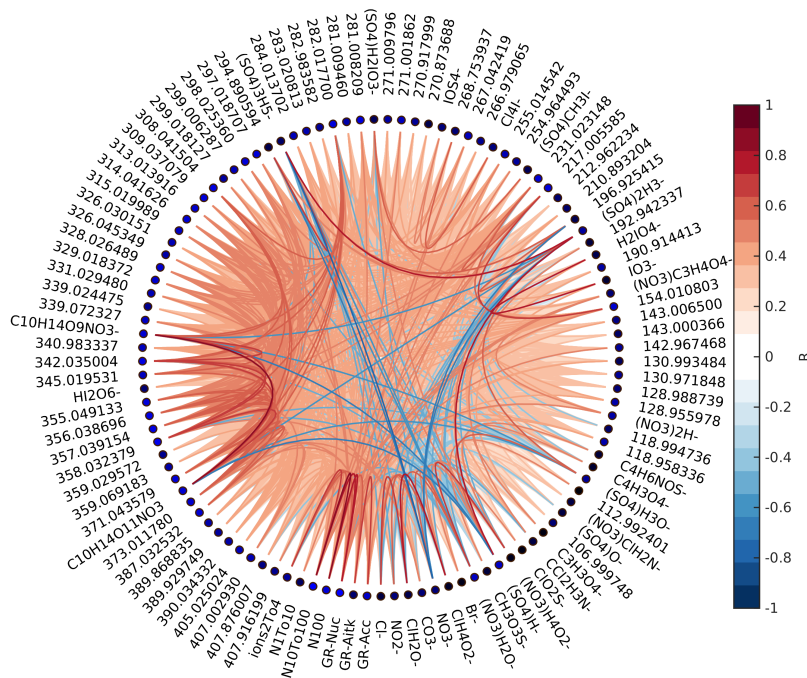 (SO4)H2IO3-
271.009796
271.001862
270.917999
270.873688
IOS4-
268.753937
267.042419
266.979065
ClI4I-
255.014542
254.964493
(SO4)CH3I-
231.023148
217.005585
212.962234
210.893204
196.925415
(SO4)2H3-
192.942337
H2IO4-
190.914413
IO3-
(NO3)C3H4O4-
154.010803
143.006500
143.000366
142.967468
130.993484
130.971848
128.988739
128.955978
(NO3)2H-
118.994736
118.958336
C4H6NOS-
C4H3O4-
(SO4)H3O-
112.992401
(NO3)ClH2N-
(SO4)O-
106.999748
C3H3O4-
CCl2H3N-
ClO2S-
(NO3)H4O2-
(SO4)H-
CH3O3S-
(NO3)H2O-
Br-
ClH4O2-
NO3-
CO3-
ClH2O-
NO2-
Cl-
GR-Acc
GR-Aitk
GR-Nuc
N100
N10To100
N1To10
ions2To4
407.916199
407.876007
407.002930
405.025024
390.034332
389.929749
389.868835
387.032532
373.011780
C10H14O11NO3
371.043579
359.069183
359.029572
358.032379
357.039154
356.038696
355.049133
HI2O6-
345.019531
342.035004
340.983337
C10H14O9NO3-
339.072327
339.024475
331.029480
329.018372
328.026489
326.045349
326.030151
315.019989
314.041626
313.013916
309.037079
308.041504
299.018127
299.006287
298.025360
297.018707
294.890594
(SO4)3H5-
284.013702
283.020813
282.983582
282.017700
281.009460
281.008209
1
0.8
0.6
0.4
0.2
0
-0.2
-0.4
-0.6
-0.8
-1
R